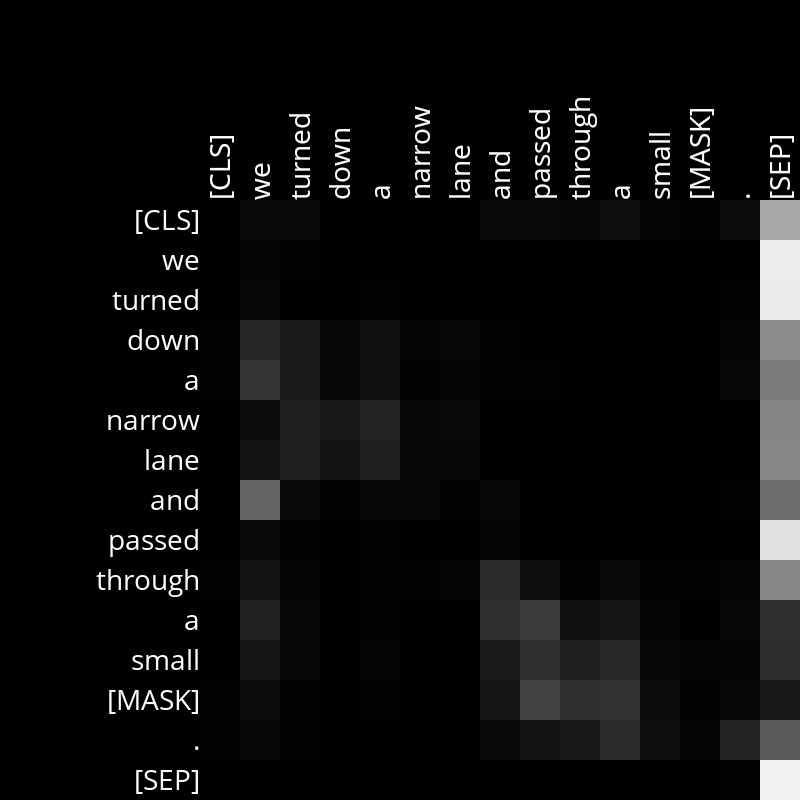 [CLS] we turned down a narrow lane and passed through a small [MASK] . [SEP]
[CLS]
we
turned
down
a
narrow
lane
and
passed
through
a
small
[MASK]
.
[SEP]